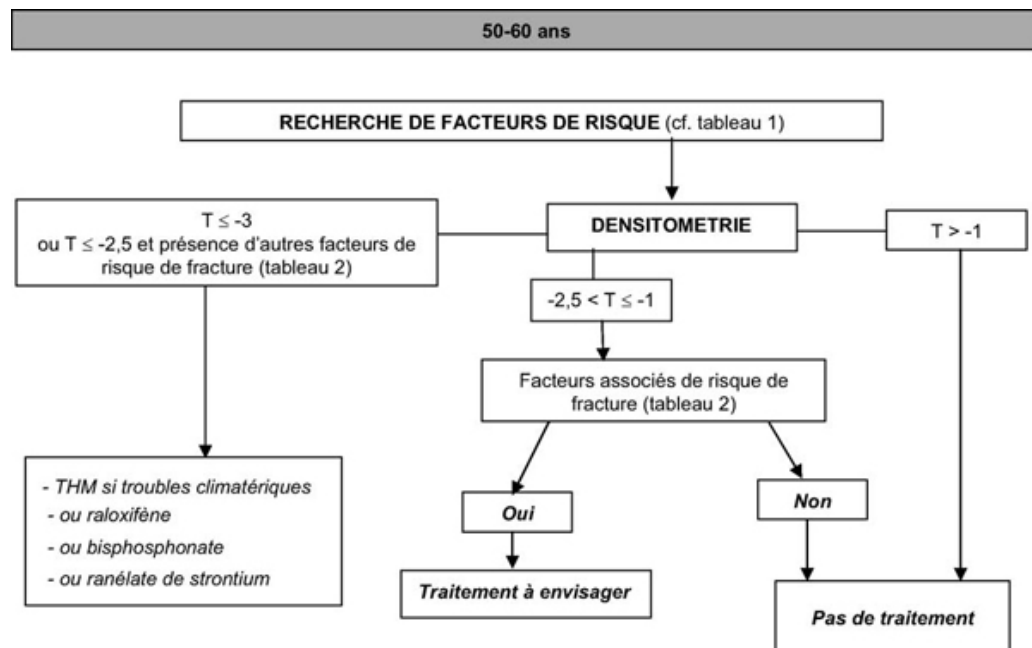 50-60 ans
RECHERCHE DE FACTEURS DE RISQUE (cf. tableau 1)
T ≤ -3
ou T ≤ -2,5 et présence d'autres facteurs de
risque de fracture (tableau 2)
DENSITOMETRIE
T > -1
-2,5 < T ≤ -1
Facteurs associés de risque de
fracture (tableau 2)
- THM si troubles climatériques
- ou raloxifène
- ou bisphosphonate
- ou ranélate de strontium
Oui
Non
Traitement à envisager
Pas de traitement